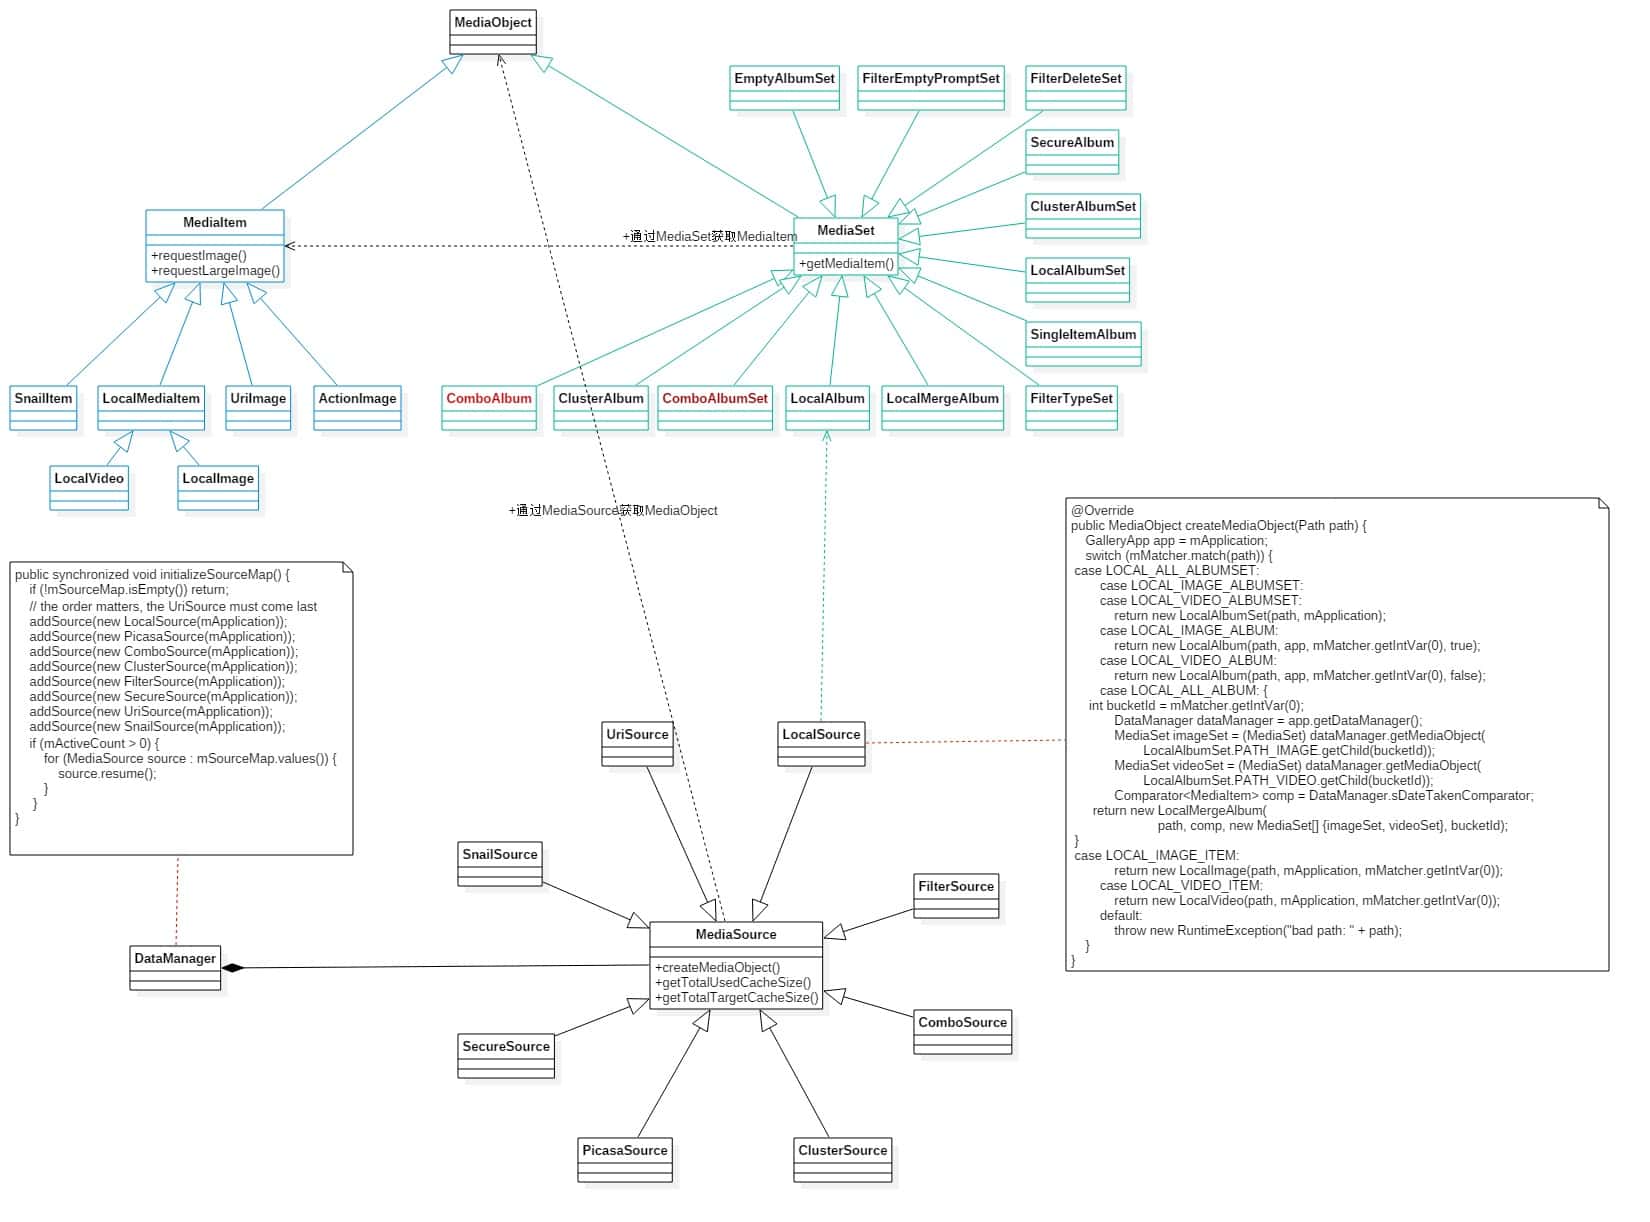 MediaObject
EmptyAlbumSet
FilterEmptyPromptSet
FilterDeleteSet
SecureAlbum
ClusterAlbumSet
MediaItem
+requestImage()
+requestLargeImage()
+通过MediaSet获取MediaItem
MediaSet
+getMediaItem()
LocalAlbumSet
SingleItemAlbum
SnailItem
LocalMediaItem
UriImage
ActionImage
ComboAlbum
ClusterAlbum
ComboAlbumSet
LocalAlbum
LocalMergeAlbum
FilterTypeSet
LocalVideo
LocalImage
+通过MediaSource获取MediaObject
public synchronized void initializeSourceMap() {
if (!mSourceMap.isEmpty()) return;
// the order matters, the UriSource must come last
addSource(new LocalSource(mApplication));
addSource(new PicasaSource(mApplication));
addSource(new ComboSource(mApplication));
addSource(new ClusterSource(mApplication));
addSource(new FilterSource(mApplication));
addSource(new SecureSource(mApplication));
addSource(new UriSource(mApplication));
addSource(new SnailSource(mApplication));
if (mActiveCount > 0) {
for (MediaSource source : mSourceMap.values()) {
source.resume();
}
}
}
@Override
public MediaObject createMediaObject(Path path) {
GalleryApp app = mApplication;
switch (mMatcher.match(path)) {
case LOCAL_ALL_ALBUMSET:
case LOCAL_IMAGE_ALBUMSET:
case LOCAL_VIDEO_ALBUMSET:
return new LocalAlbumSet(path, mApplication);
case LOCAL_IMAGE_ALBUM:
return new LocalAlbum(path, app, mMatcher.getIntVar(0), true);
case LOCAL_VIDEO_ALBUM:
return new LocalAlbum(path, app, mMatcher.getIntVar(0), false);
case LOCAL_ALL_ALBUM: {
int bucketId = mMatcher.getIntVar(0);
DataManager dataManager = app.getDataManager();
MediaSet imageSet = (MediaSet) dataManager.getMediaObject(
LocalAlbumSet.PATH_IMAGE.getChild(bucketId));
MediaSet videoSet = (MediaSet) dataManager.getMediaObject(
LocalAlbumSet.PATH_VIDEO.getChild(bucketId));
Comparator<MediaItem> comp = DataManager.sDateTakenComparator;
return new LocalMergeAlbum(
path, comp, new MediaSet[] {imageSet, videoSet}, bucketId);
}
case LOCAL_IMAGE_ITEM:
return new LocalImage(path, mApplication, mMatcher.getIntVar(0));
case LOCAL_VIDEO_ITEM:
return new LocalVideo(path, mApplication, mMatcher.getIntVar(0));
default:
throw new RuntimeException("bad path: " + path);
}
}
UriSource
LocalSource
SnailSource
FilterSource
DataManager
MediaSource
+createMediaObject()
+getTotalUsedCacheSize()
+getTotalTargetCacheSize()
SecureSource
ComboSource
PicasaSource
ClusterSource